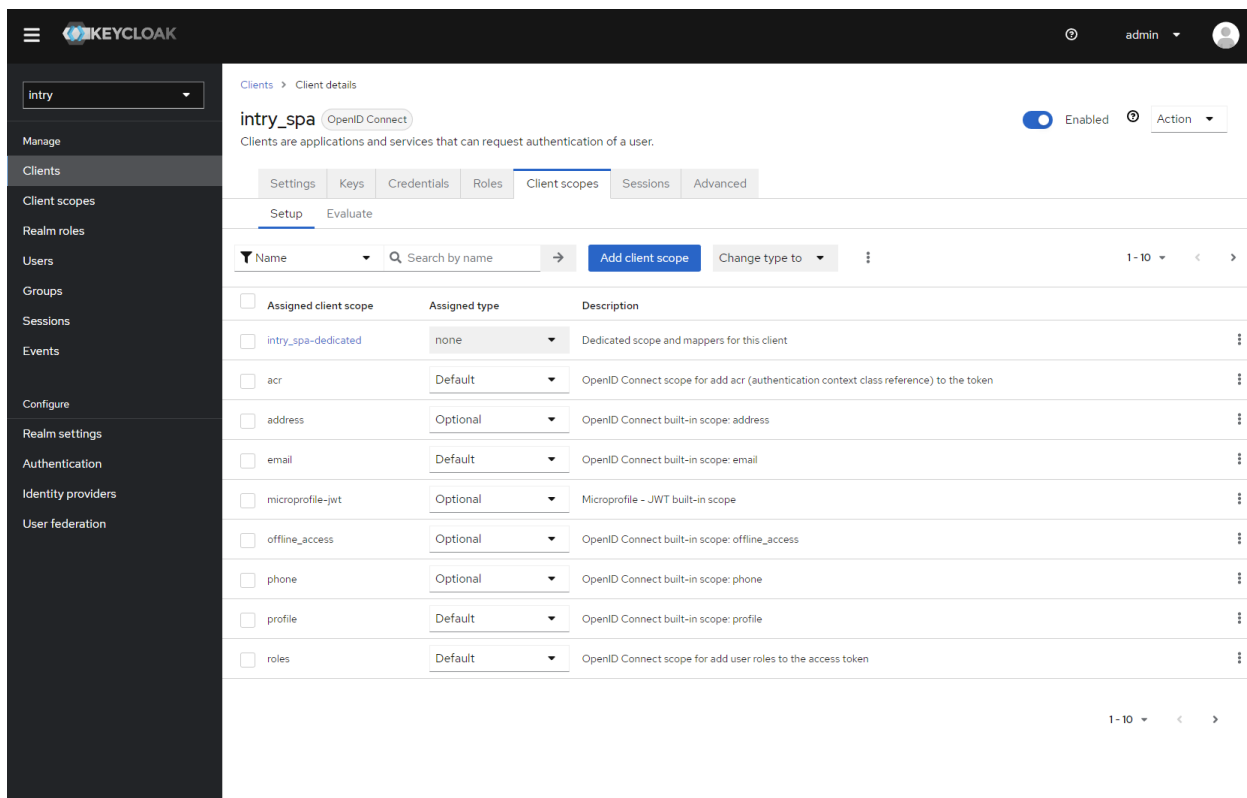 KEYCLOAK
admin
intry
Manage
Clients
Client scopes
Realm roles
Users
Groups
Sessions
Events
Configure
Realm settings
Authentication
Identity providers
User federation
Clients > Client details
intry_spa OpenID Connect
Enabled Action
Clients are applications and services that can request authentication of a user.
Settings Keys Credentials Roles Client scopes Sessions Advanced
Setup Evaluate
Name Search by name Add client scope Change type to 1-10
Assigned client scope Assigned type Description
intry_spa-dedicated none Dedicated scope and mappers for this client
acr Default OpenID Connect scope for add acr (authentication context class reference) to the token
address Optional OpenID Connect built-in scope: address
email Default OpenID Connect built-in scope: email
microprofile-jwt Optional Microprofile - JWT built-in scope
offline_access Optional OpenID Connect built-in scope: offline_access
phone Optional OpenID Connect built-in scope: phone
profile Default OpenID Connect built-in scope: profile
roles Default OpenID Connect scope for add user roles to the access token
1-10